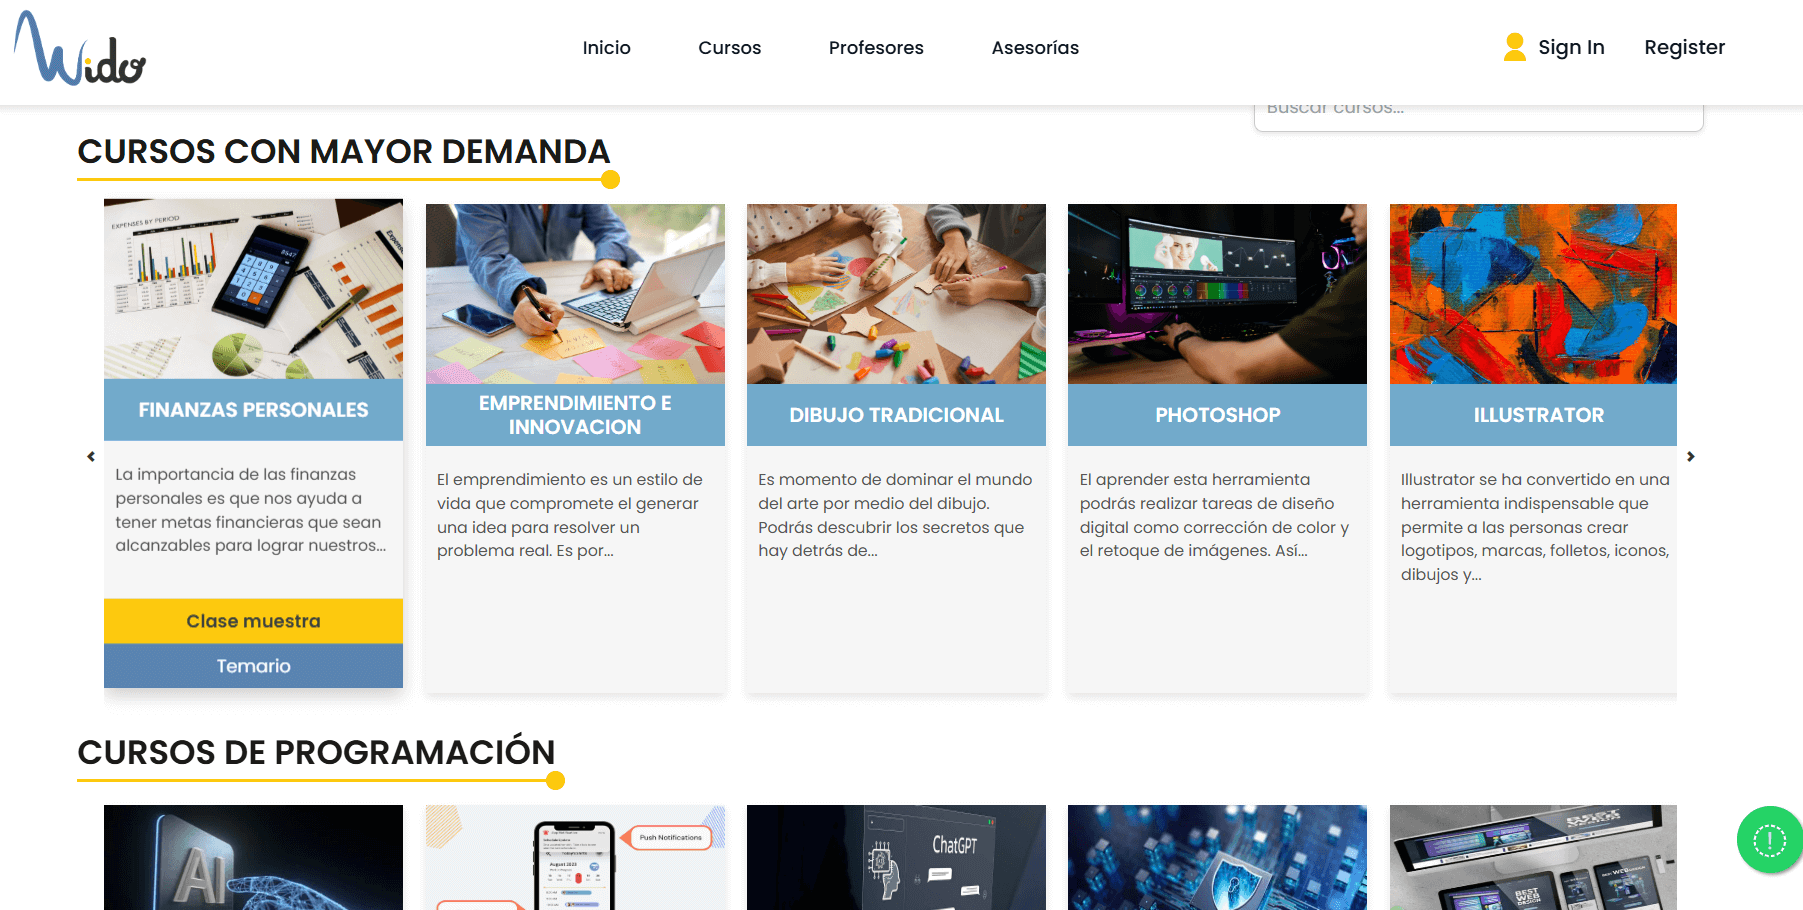 Wido
Inicio
Cursos
Profesores
Asesorías
Sign In
Register
Buscar cursos...
CURSOS CON MAYOR DEMANDA
EXPENSES BY PERIOD
FINANZAS PERSONALES
La importancia de las finanzas
personales es que nos ayuda a
tener metas financieras que sean
alcanzables para lograr nuestros...
Clase muestra
Temario
EMPRENDIMIENTO E
INNOVACION
El emprendimiento es un estilo de
vida que compromete el generar
una idea para resolver un
problema real. Es por...
DIBUJO TRADICIONAL
Es momento de dominar el mundo
del arte por medio del dibujo.
Podrás descubrir los secretos que
hay detrás de...
PHOTOSHOP
El aprender esta herramienta
podrás realizar tareas de diseño
digital como corrección de color y
el retoque de imágenes. Así...
ILLUSTRATOR
Illustrator se ha convertido en una
herramienta indispensable que
permite a las personas crear
logotipos, marcas, folletos, iconos,
dibujos y...
CURSOS DE PROGRAMACIÓN
AI
Push Notifications
August 2023
ChatGPT
BEST
WEB
DESIGN